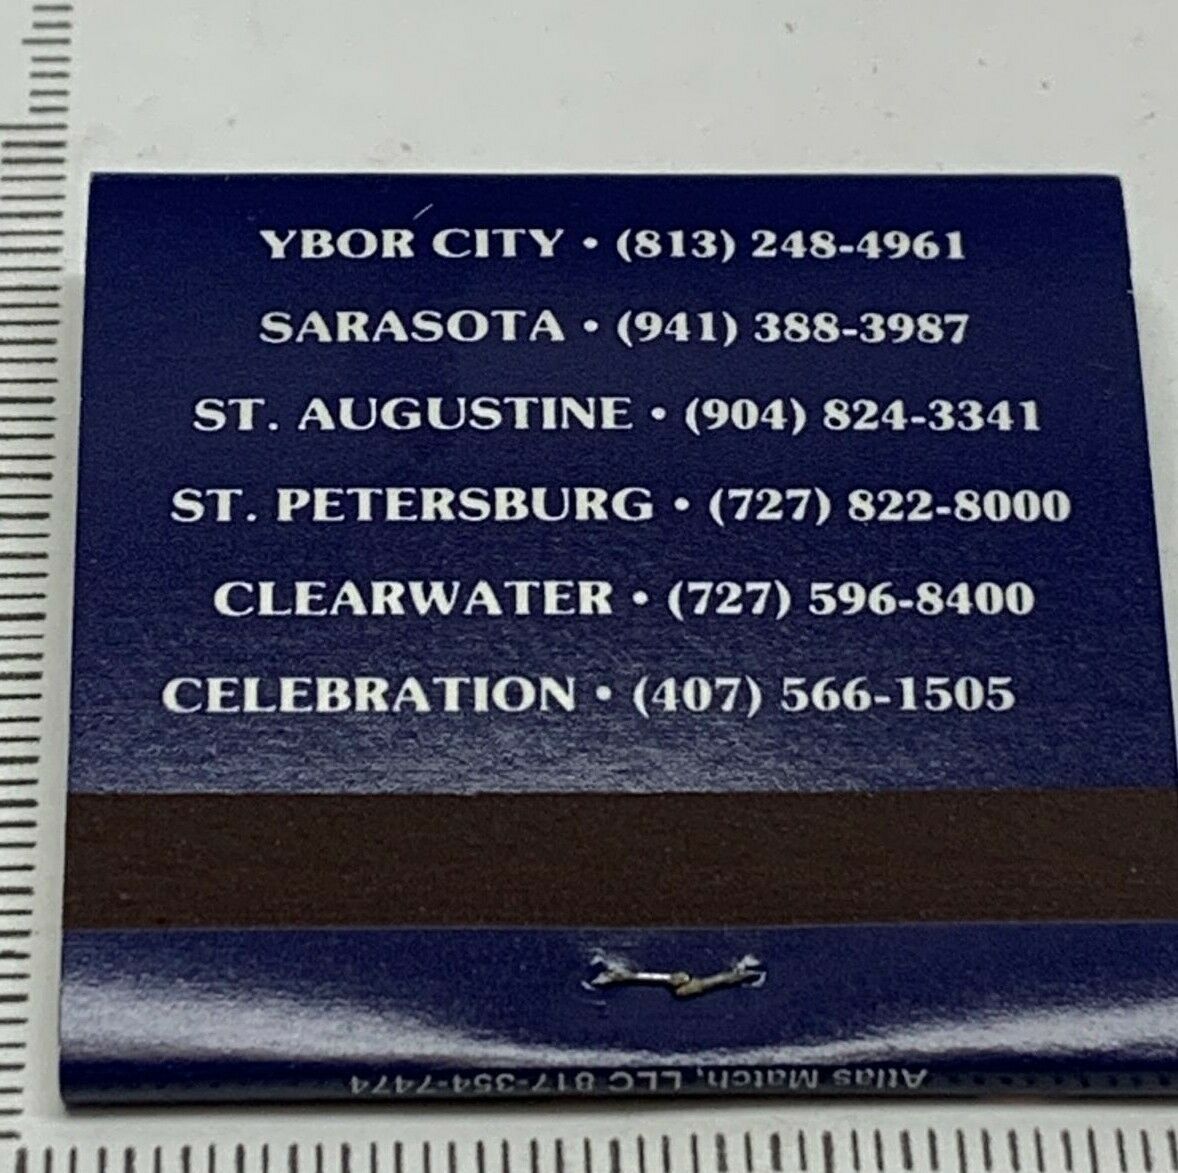 YBOR CITY • (813) 248-4961
SARASOTA • (941) 388-3987
ST. AUGUSTINE • (904) 824-3341
ST. PETERSBURG • (727) 822-8000
CLEARWATER • (727) 596-8400
CELEBRATION • (407) 566-1505
Atlas Match, LLC 817-354-7474